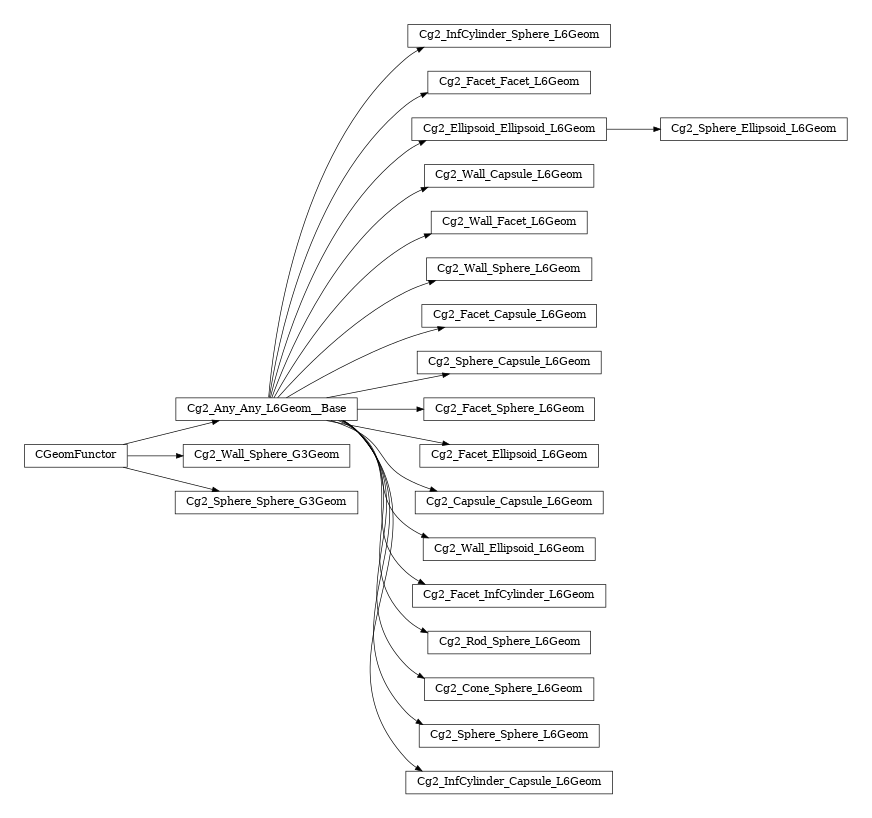 Cg2_InfCylinder_Sphere_L6Geom
Cg2_Facet_Facet_L6Geom
Cg2_Ellipsoid_Ellipsoid_L6Geom
Cg2_Sphere_Ellipsoid_L6Geom
Cg2_Wall_Capsule_L6Geom
Cg2_Wall_Facet_L6Geom
Cg2_Wall_Sphere_L6Geom
Cg2_Facet_Capsule_L6Geom
Cg2_Sphere_Capsule_L6Geom
Cg2_Any_Any_L6Geom__Base
Cg2_Facet_Sphere_L6Geom
CGeomFunctor
Cg2_Wall_Sphere_G3Geom
Cg2_Facet_Ellipsoid_L6Geom
Cg2_Sphere_Sphere_G3Geom
Cg2_Capsule_Capsule_L6Geom
Cg2_Wall_Ellipsoid_L6Geom
Cg2_Facet_InfCylinder_L6Geom
Cg2_Rod_Sphere_L6Geom
Cg2_Cone_Sphere_L6Geom
Cg2_Sphere_Sphere_L6Geom
Cg2_InfCylinder_Capsule_L6Geom